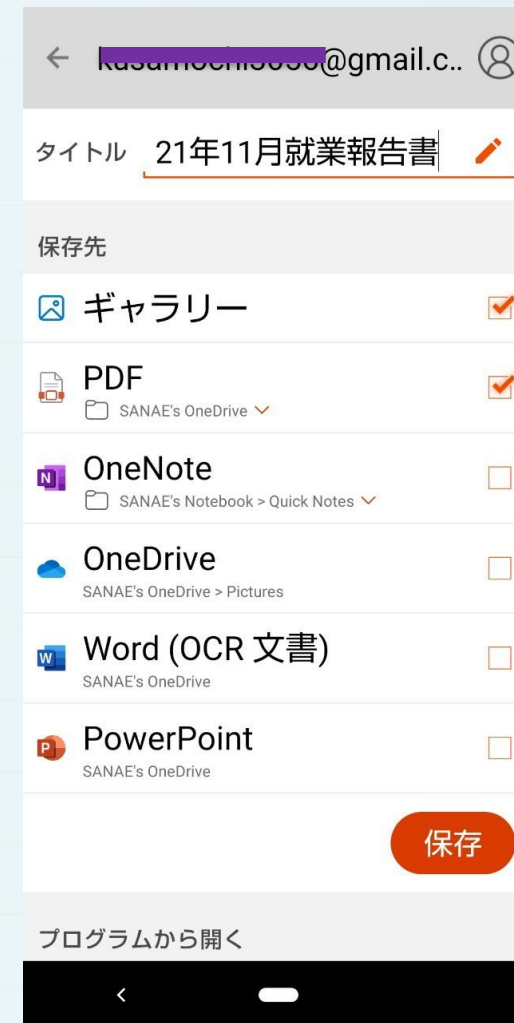 @gmail.c..
タイトル 21年11月就業報告書
保存先
ギャラリー
PDF
SANAE's OneDrive
OneNote
SANAE's Notebook > Quick Notes
OneDrive
SANAE's OneDrive > Pictures
Word (OCR 文書)
SANAE's OneDrive
PowerPoint
SANAE's OneDrive
保存
プログラムから開く